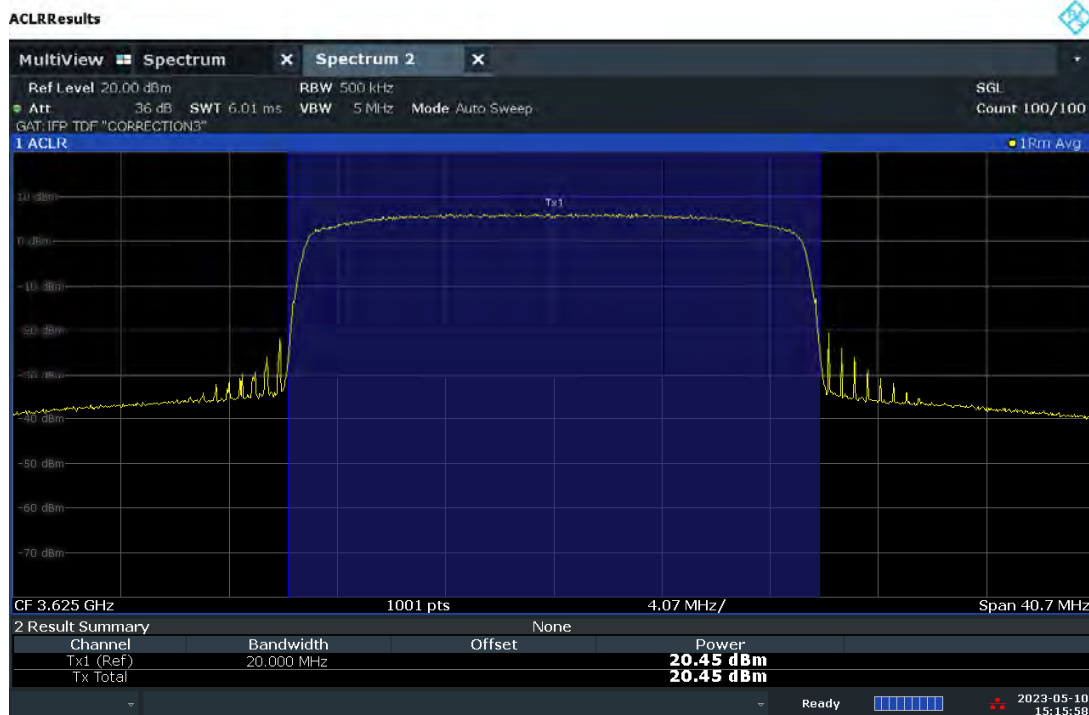 ACLRResults
MultiView Spectrum X Spectrum 2 X
Ref Level 20.00 dBm RBW 500 kHz SGL
Att 36 dB SWT 6.01 ms VBW 5 MHz Mode Auto Sweep Count 100/100
GAT: IFP TDF "CORRECTION3"
1 ACLR 1Rm Avg
10 dBm
Tx1
0 dBm
-10 dBm
-20 dBm
-30 dBm
-40 dBm
-50 dBm
-60 dBm
-70 dBm
CF 3.625 GHz 1001 pts 4.07 MHz/ Span 40.7 MHz
2 Result Summary None
Channel Bandwidth Offset Power
Tx1 (Ref) 20.000 MHz 20.45 dBm
Tx Total 20.45 dBm
Ready 2023-05-10
15:15:58